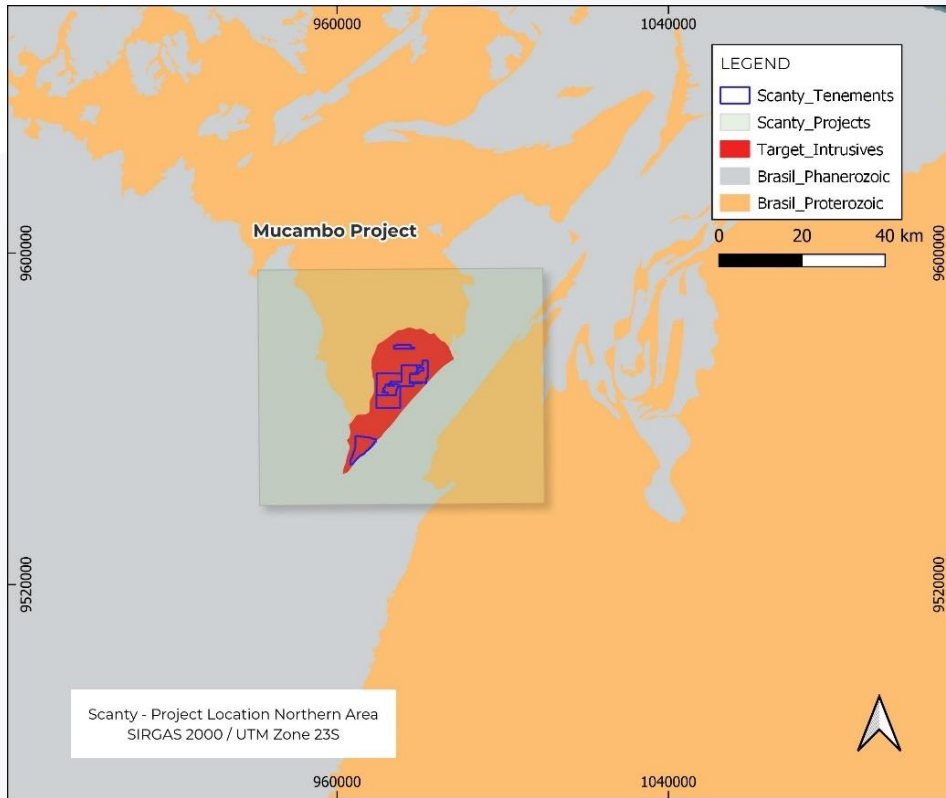 960000
1040000
LEGEND
Scanty_Tenements
Scanty_Projects
Target_Intrusives
Brasil_Phanerozoic
Brasil_Proterozoic
0 20 40 km
Mucambo Project
9600000
9600000
9520000
9520000
Scanty - Project Location Northern Area
SIRGAS 2000 / UTM Zone 23S
960000
1040000